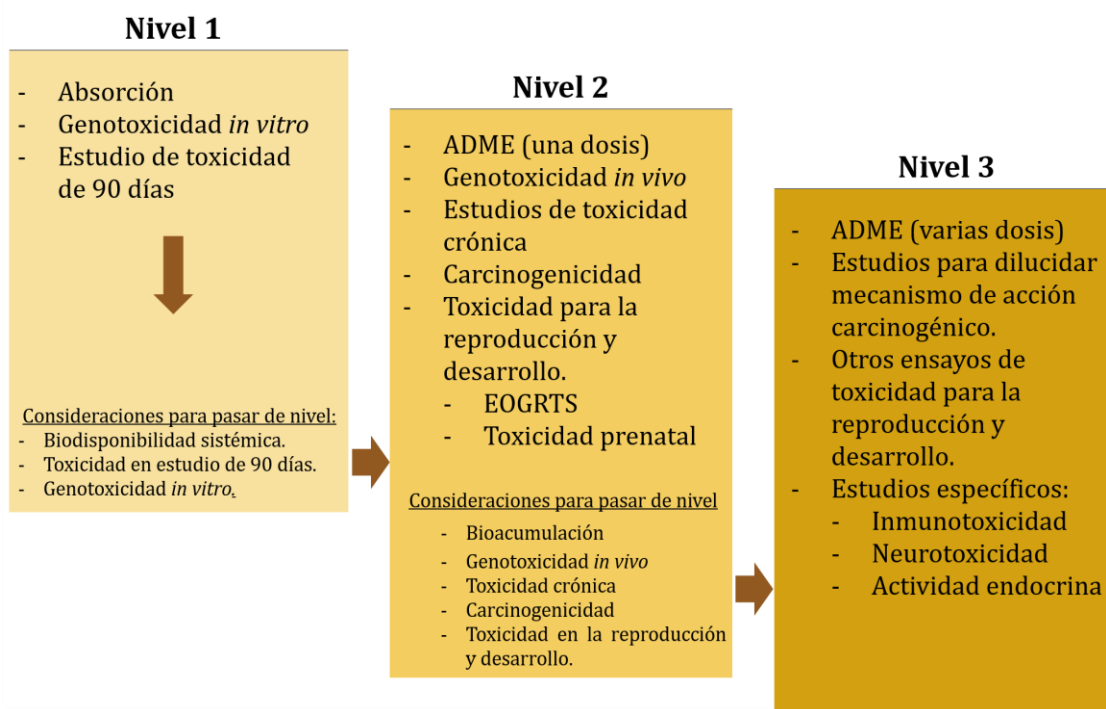 Nivel 1
- Absorción
- Genotoxicidad in vitro
- Estudio de toxicidad
de 90 días
Consideraciones para pasar de nivel:
- Biodisponibilidad sistémica.
- Toxicidad en estudio de 90 días.
- Genotoxicidad in vitro.
Nivel 2
- ADME (una dosis)
- Genotoxicidad in vivo
- Estudios de toxicidad
crónica
- Carcinogenicidad
- Toxicidad para la
reproducción y
desarrollo.
- EOGRTS
- Toxicidad prenatal
Consideraciones para pasar de nivel
- Bioacumulación
- Genotoxicidad in vivo
- Toxicidad crónica
- Carcinogenicidad
- Toxicidad en la reproducción
y desarrollo.
Nivel 3
- ADME (varias dosis)
- Estudios para dilucidar
mecanismo de acción
carcinogénico.
- Otros ensayos de
toxicidad para la
reproducción y
desarrollo.
- Estudios específicos:
- Inmunotoxicidad
- Neurotoxicidad
- Actividad endocrina